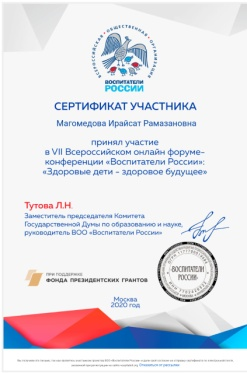 ВСЕРОССИЙСКАЯ ОБЩЕСТВЕННАЯ ОРГАНИЗАЦИЯ
ВОСПИТАТЕЛИ
РОССИИ
СЕРТИФИКАТ УЧАСТНИКА
Магомедова Ирайсат Рамазановна
принял участие
в VII Всероссийском онлайн форуме-
конференции «Воспитатели России»:
«Здоровые дети - здоровое будущее»
Тутова Л.Н.
Заместитель председателя Комитета
Государственной Думы по образованию и науке,
руководитель ВОО «Воспитатели России»
ВОСПИТАТЕЛИ
РОССИИ
ПРИ ПОДДЕРЖКЕ
ФОНДА ПРЕЗИДЕНТСКИХ ГРАНТОВ
Москва
2020 год